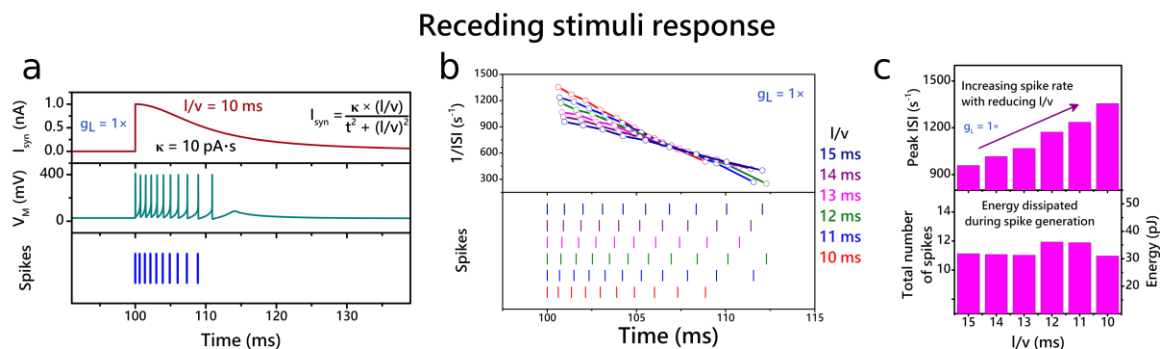 Receding stimuli response
a
I_syn (nA)
1.0
0.5
0.0
g_L = 1×
l/v = 10 ms
I_syn = κ × (l/v) / t² + (l/v)²
κ = 10 pA·s
V_M (mV)
400
0
Spikes
100 110 120 130
Time (ms)
b
1/ISI (s⁻¹)
1500
1200
900
600
300
g_L = 1×
Spikes
100 105 110 115
Time (ms)
l/v
15 ms
14 ms
13 ms
12 ms
11 ms
10 ms
c
Peak ISI (s⁻¹)
1500
1200
900
Increasing spike rate
with reducing l/v
g_L = 1×
Energy dissipated
during spike generation
Total number
of spikes
14
12
10
50
40
30
20
Energy (pJ)
15 14 13 12 11 10
l/v (ms)